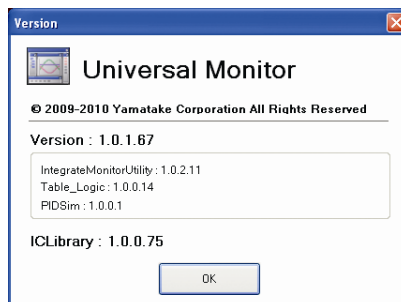 Version
Universal Monitor
© 2009-2010 Yamatake Corporation All Rights Reserved
Version : 1.0.1.67
IntegrateMonitorUtility : 1.0.2.11
Table_Logic : 1.0.0.14
PIDSim : 1.0.0.1
ICLibrary : 1.0.0.75
OK